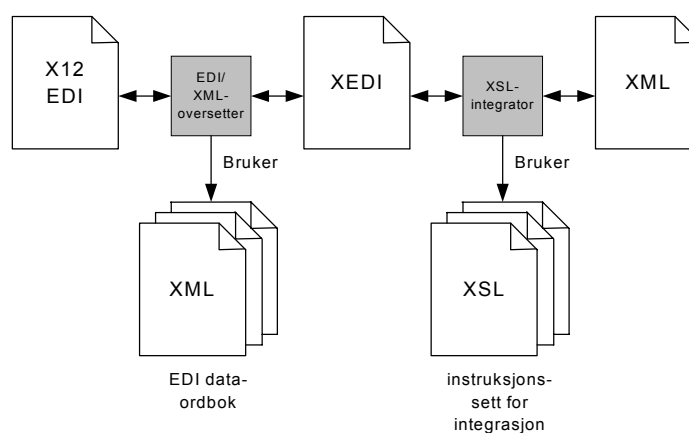 X12
EDI
EDI/
XML-
oversetter
XEDI
XSL-
integrator
XML
Bruker
Bruker
XML
XSL
EDI data-
ordbok
instruksjons-
sett for
integrasjon